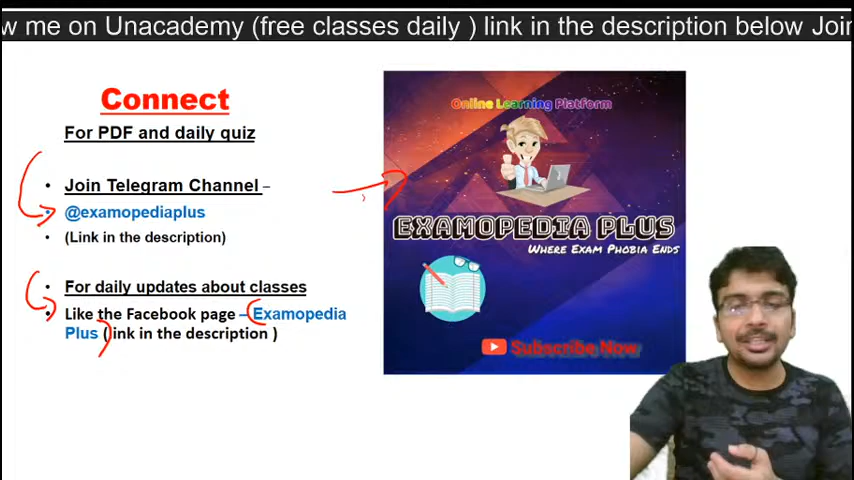 w me on Unacademy (free classes daily ) link in the description below Joi
Connect
For PDF and daily quiz
• Join Telegram Channel –
• @examopediaplus
• (Link in the description)
• For daily updates about classes
• Like the Facebook page – Examopedia
Plus (link in the description )
Online Learning Platform
EXAMOPEDIA PLUS
WHERE EXAM PHOBIA ENDS
Subscribe Now